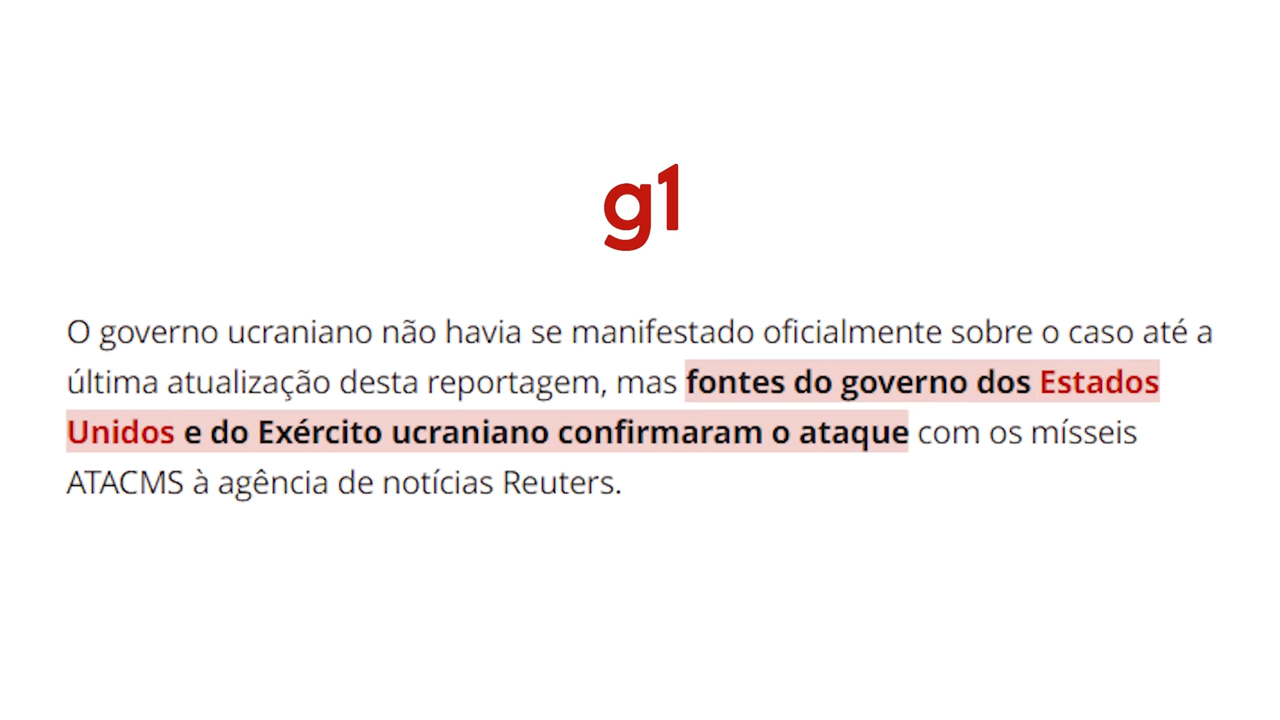 g1
O governo ucraniano não havia se manifestado oficialmente sobre o caso até a
última atualização desta reportagem, mas fontes do governo dos Estados
Unidos e do Exército ucraniano confirmaram o ataque com os mísseis
ATACMS à agência de notícias Reuters.